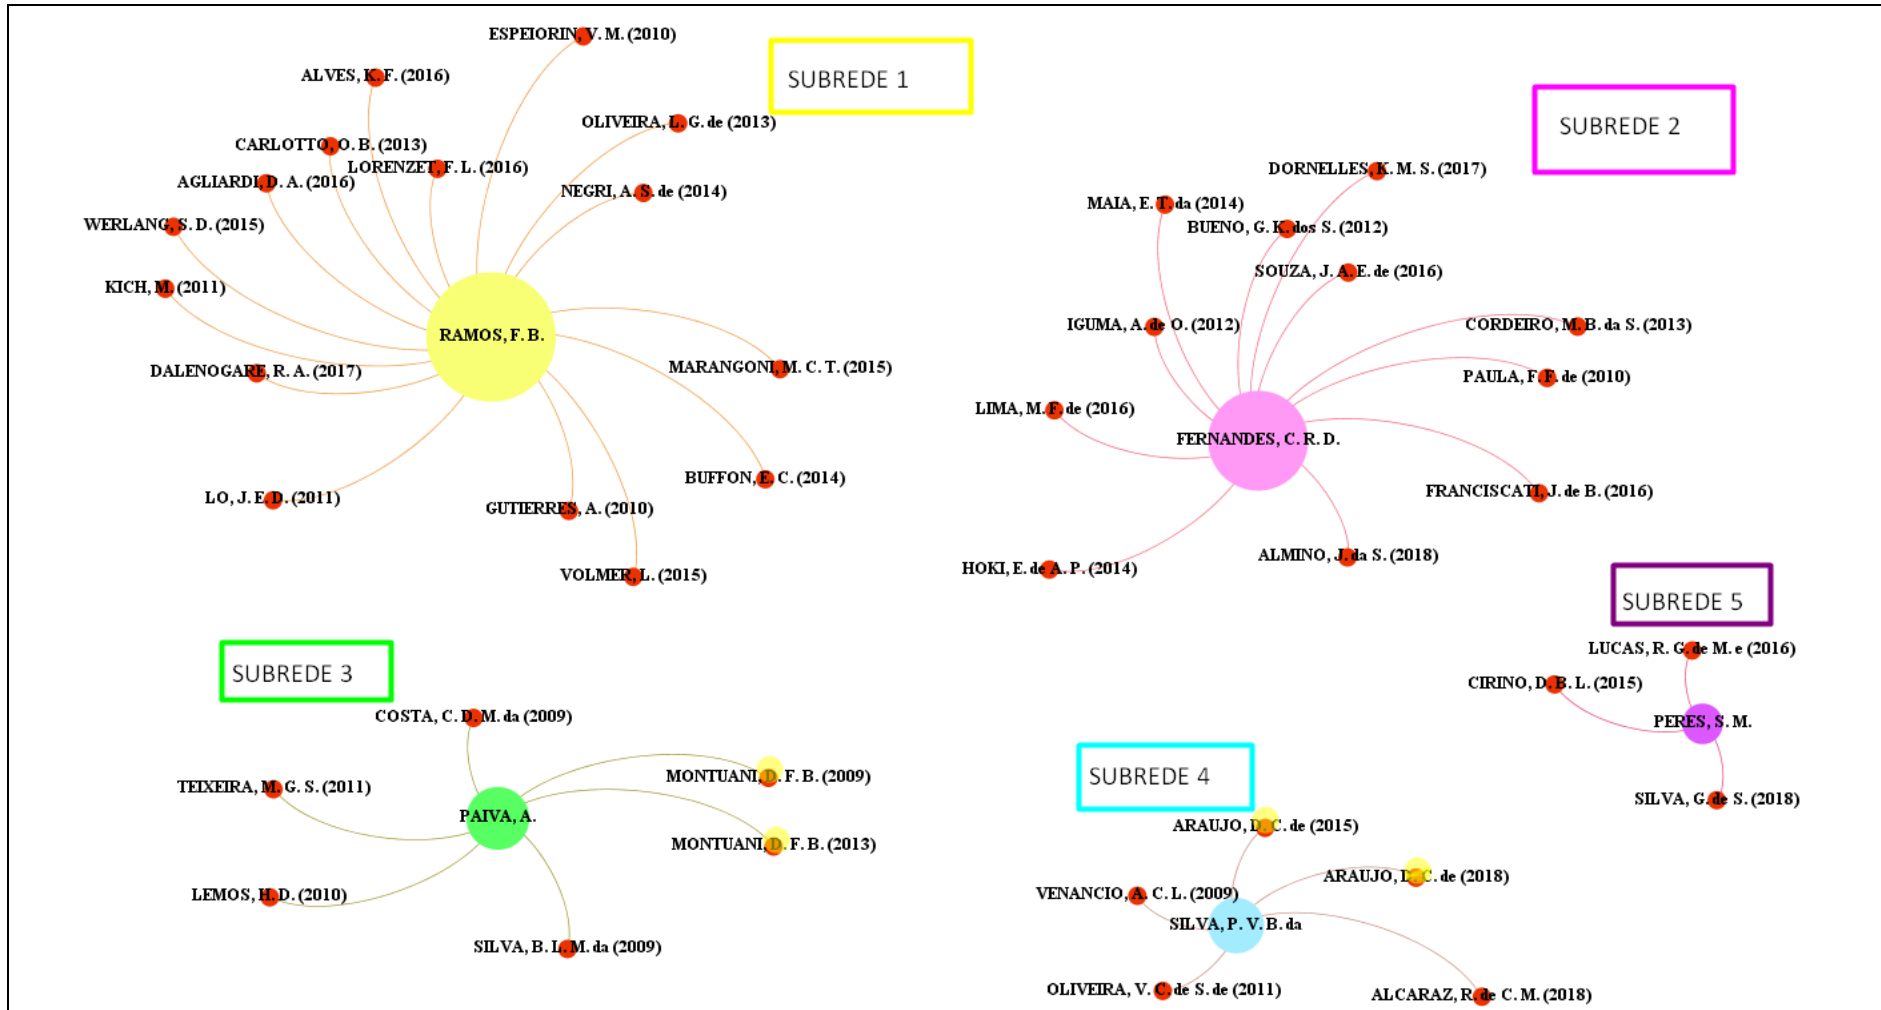 SUBREDE 1
ESPEIORIN, V. M. (2010)
ALVES, K. F. (2016)
OLIVEIRA, L. G. de (2013)
CARLOTTO, O. B. (2013)
LORENZET, F. L. (2016)
AGLIARDI, D. A. (2016)
NEGRI, A. S. de (2014)
WERLANG, S. D. (2015)
KICH, M. (2011)
RAMOS, F. B.
DALENOGARE, R. A. (2017)
MARANGONI, M. C. T. (2015)
BUFFON, E. C. (2014)
LO, J. E. D. (2011)
GUTIERRES, A. (2010)
VOLMER, L. (2015)
SUBREDE 2
DORNELLES, K. M. S. (2017)
MAIA, E. T. da (2014)
BUENO, G. K. dos S. (2012)
SOUZA, J. A. E. de (2016)
IGUMA, A. de O. (2012)
CORDEIRO, M. B. da S. (2013)
PAULA, F. F. de (2010)
LIMA, M. F. de (2016)
FERNANDES, C. R. D.
FRANCISCATI, J. de B. (2016)
ALMINO, J. da S. (2018)
HOKI, E. de A. P. (2014)
SUBREDE 3
COSTA, C. D. M. da (2009)
MONTUANI, D. F. B. (2009)
TEIXEIRA, M. G. S. (2011)
PAIVA, A.
MONTUANI, D. F. B. (2013)
LEMOS, H. D. (2010)
SILVA, B. L. M. da (2009)
SUBREDE 4
ARAUJO, D. C. de (2015)
ARAUJO, D. C. de (2018)
VENANCIO, A. C. L. (2009)
SILVA, P. V. B. da
OLIVEIRA, V. C. de S. de (2011)
ALCARAZ, R. de C. M. (2018)
SUBREDE 5
LUCAS, R. G. de M. e (2016)
CIRINO, D. B. L. (2015)
PERES, S. M.
SILVA, G. de S. (2018)